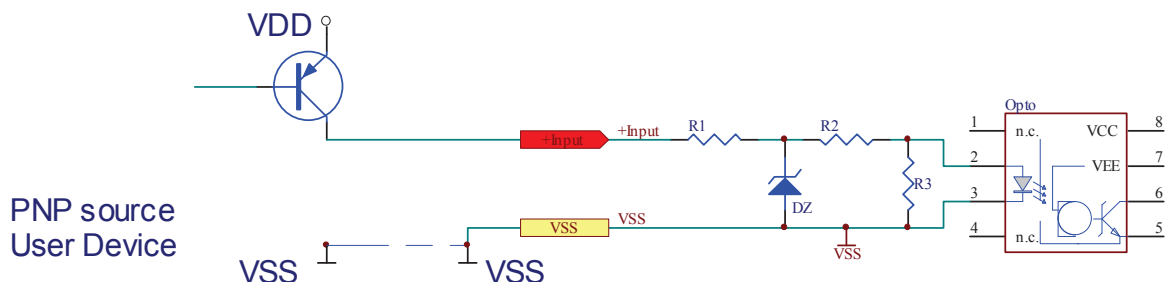 VDD
+Input
+Input
R1
R2
R3
DZ
Opto
1
n.c.
VCC
8
2
VEE
7
3
6
4
n.c.
5
PNP source
User Device
VSS
VSS
VSS
VSS
VSS